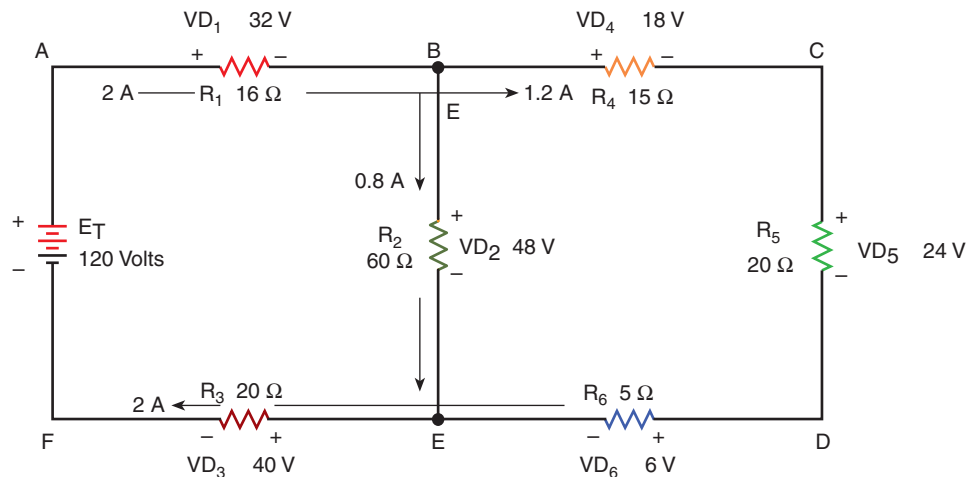 VD1 32 V VD4 18 V
A + – B + – C
2 A R1 16 Ω 1.2 A R4 15 Ω
E
0.8 A
+ ET + +
R2 R5
120 Volts 60 Ω VD2 48 V 20 Ω VD5 24 V
– – –
R3 20 Ω R6 5 Ω
2 A
F – + E – + D
VD3 40 V VD6 6 V